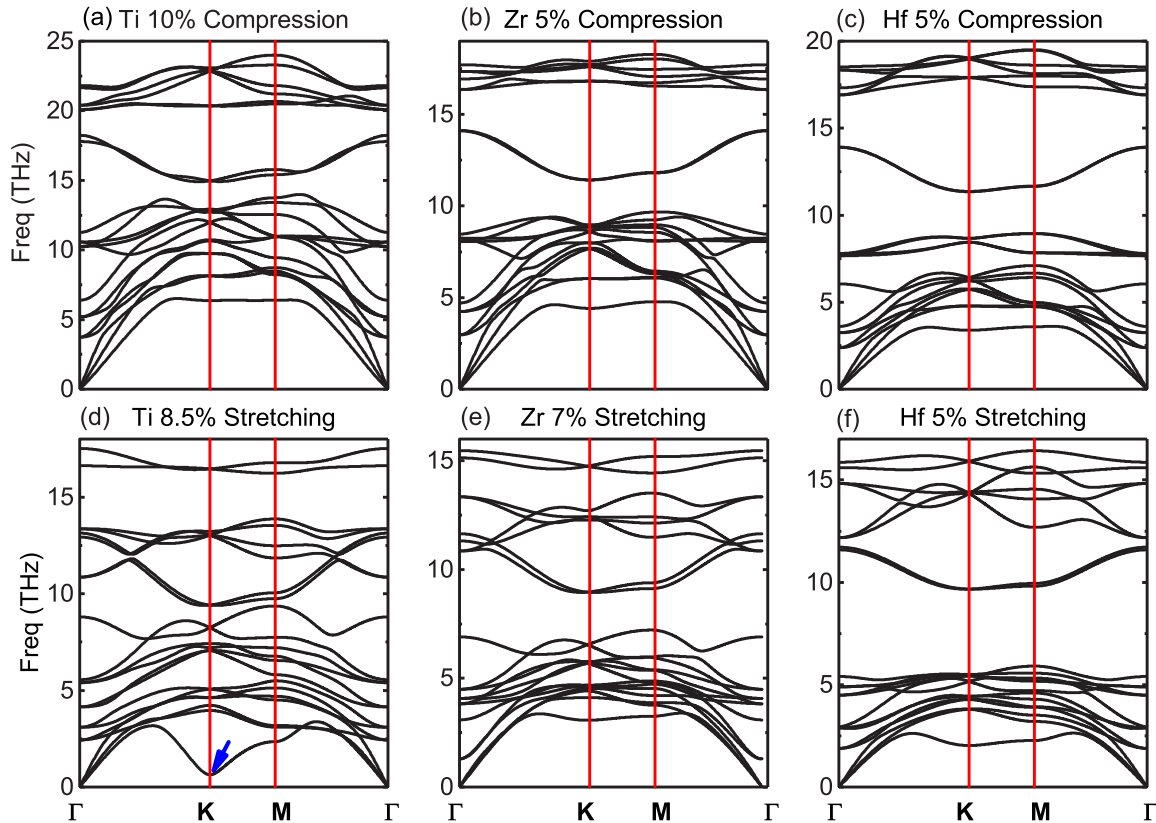 (a) Ti 10% Compression
(b) Zr 5% Compression
(c) Hf 5% Compression
Freq (THz)
25
20
15
10
5
0
15
10
5
0
20
15
10
5
0
(d) Ti 8.5% Stretching
(e) Zr 7% Stretching
(f) Hf 5% Stretching
Freq (THz)
15
10
5
0
15
10
5
0
15
10
5
0
Γ K M
Γ K M Γ
Γ K M Γ